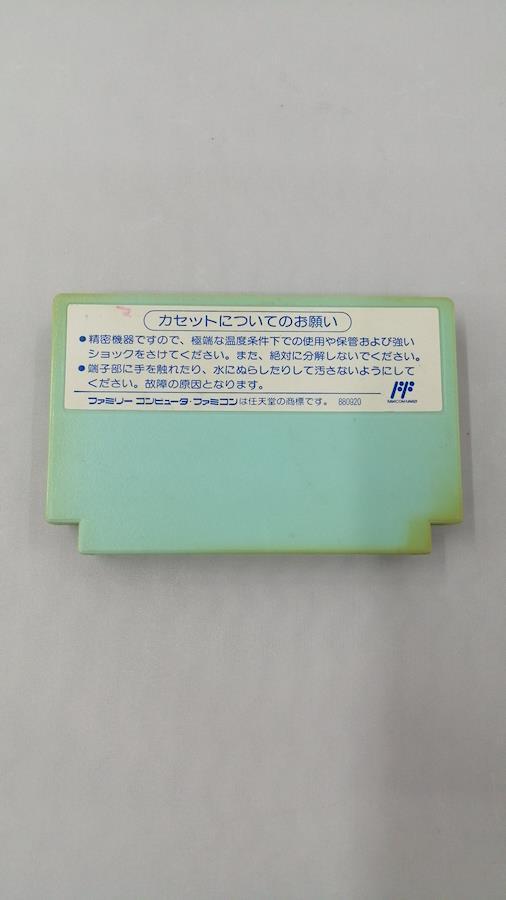 カセットについてのお願い
●精密機器ですので、極端な温度条件下での使用や保管および強い
ショックをさけてください。また、絶対に分解しないでください。
●端子部に手を触れたり、水にぬらしたりして汚さないようにして
ください。故障の原因となります。
ファミリーコンピュータ・ファミコンは任天堂の商標です。 880920